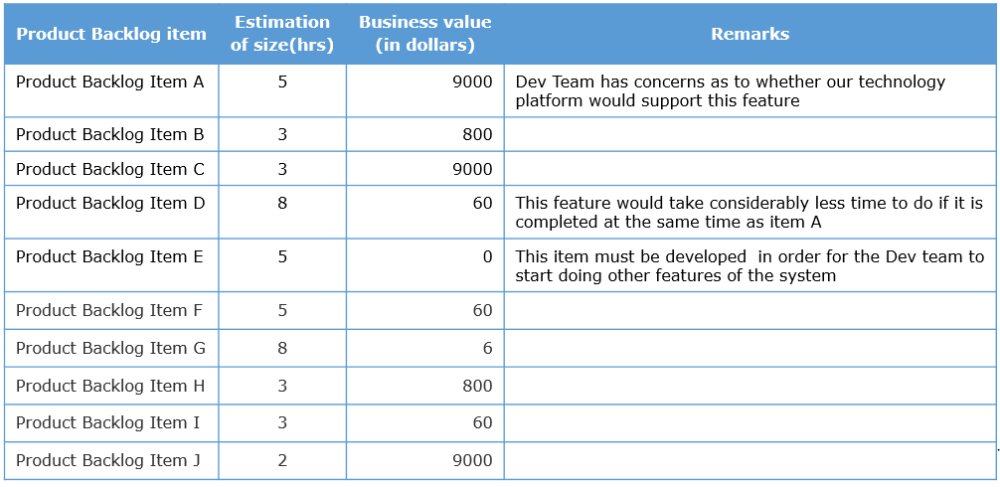 Product Backlog item Estimation of size(hrs) Business value (in dollars) Remarks
Product Backlog Item A 5 9000 Dev Team has concerns as to whether our technology
platform would support this feature
Product Backlog Item B 3 800
Product Backlog Item C 3 9000
Product Backlog Item D 8 60 This feature would take considerably less time to do if it is
completed at the same time as item A
Product Backlog Item E 5 0 This item must be developed in order for the Dev team to
start doing other features of the system
Product Backlog Item F 5 60
Product Backlog Item G 8 6
Product Backlog Item H 3 800
Product Backlog Item I 3 60
Product Backlog Item J 2 9000
.